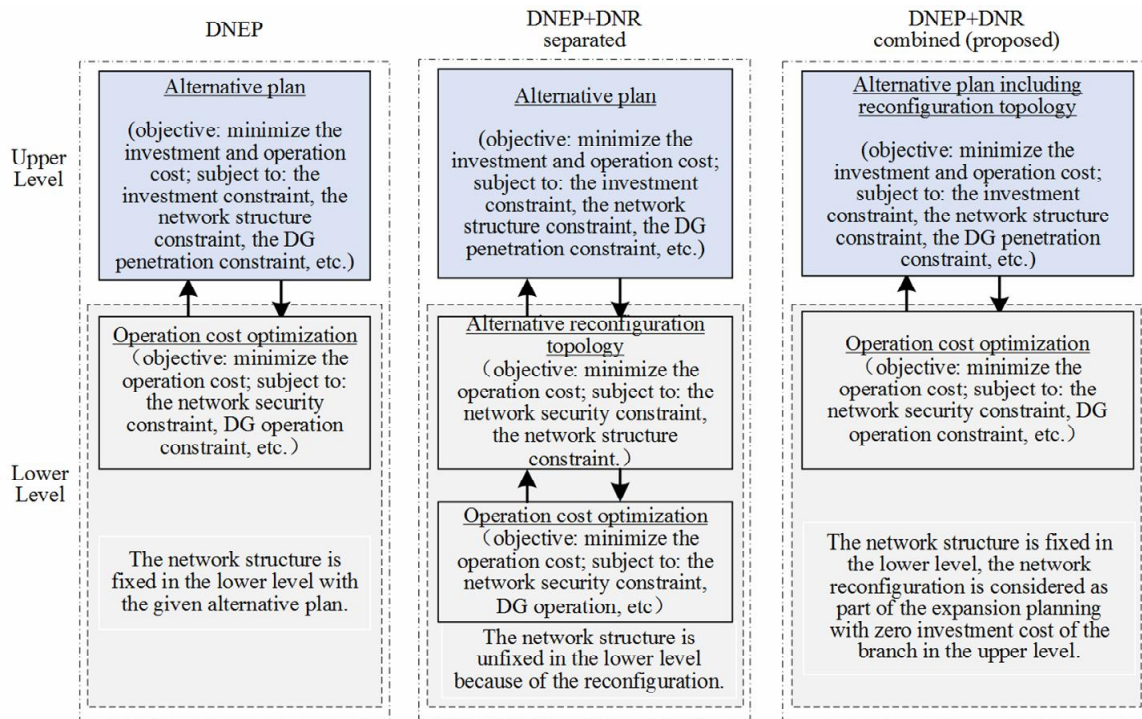 DNEP
DNEP+DNR
separated
DNEP+DNR
combined (proposed)
Upper
Level
Lower
Level
Alternative plan
(objective: minimize the
investment and operation
cost; subject to: the
investment constraint, the
network structure
constraint, the DG
penetration constraint, etc.)
Operation cost optimization
（objective: minimize the
operation cost; subject to:
the network security
constraint, DG operation
constraint, etc.）
The network structure is
fixed in the lower level with
the given alternative plan.
Alternative plan
(objective: minimize the
investment and operation cost;
subject to: the investment
constraint, the network
structure constraint, the DG
penetration constraint, etc.)
Alternative reconfiguration
topology
（objective: minimize the
operation cost; subject to: the
network security constraint,
the network structure
constraint.）
Operation cost optimization
（objective: minimize the
operation cost; subject to: the
network security constraint,
DG operation, etc）
The network structure is
unfixed in the lower level
because of the reconfiguration.
Alternative plan including
reconfiguration topology
(objective: minimize the
investment and operation cost;
subject to: the investment
constraint, the network structure
constraint, the DG penetration
constraint, etc.)
Operation cost optimization
（objective: minimize the
operation cost; subject to: the
network security constraint, DG
operation constraint, etc.）
The network structure is fixed in
the lower level, the network
reconfiguration is considered as
part of the expansion planning
with zero investment cost of the
branch in the upper level.